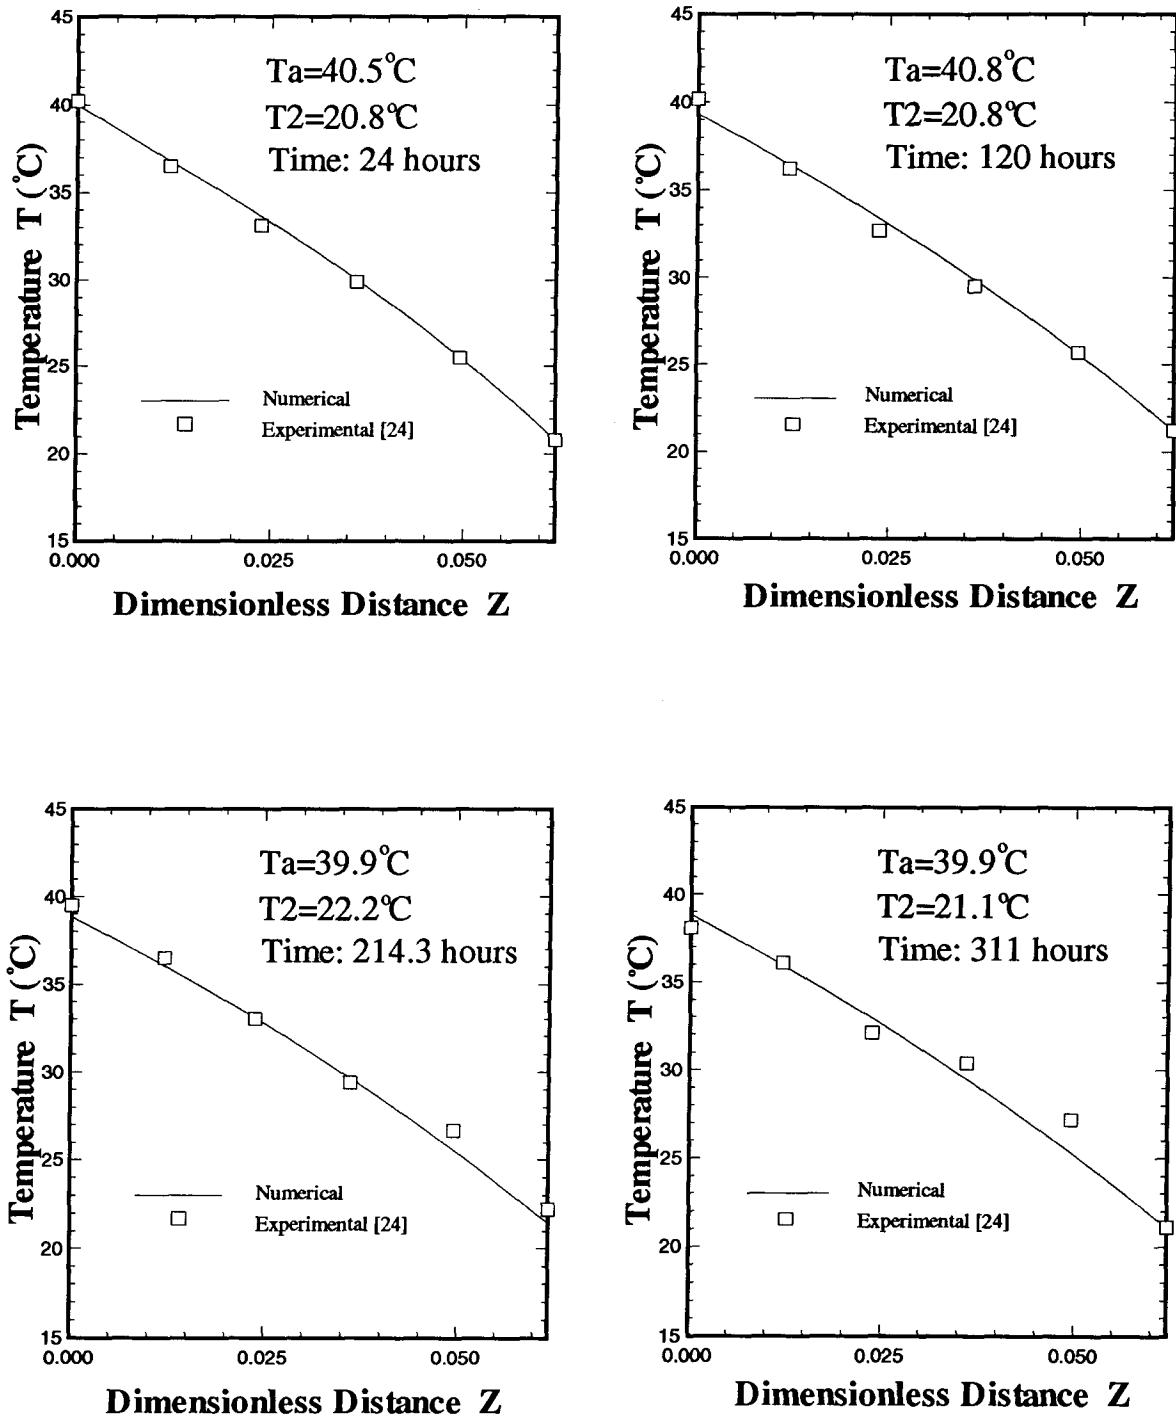 45
40
35
30
25
20
15
Temperature T (°C)
Ta=40.5°C
T2=20.8°C
Time: 24 hours
Numerical
Experimental [24]
0.000 0.025 0.050
Dimensionless Distance Z
45
40
35
30
25
20
15
Temperature T (°C)
Ta=40.8°C
T2=20.8°C
Time: 120 hours
Numerical
Experimental [24]
0.000 0.025 0.050
Dimensionless Distance Z
45
40
35
30
25
20
15
Temperature T (°C)
Ta=39.9°C
T2=22.2°C
Time: 214.3 hours
Numerical
Experimental [24]
0.000 0.025 0.050
Dimensionless Distance Z
45
40
35
30
25
20
15
Temperature T (°C)
Ta=39.9°C
T2=21.1°C
Time: 311 hours
Numerical
Experimental [24]
0.000 0.025 0.050
Dimensionless Distance Z